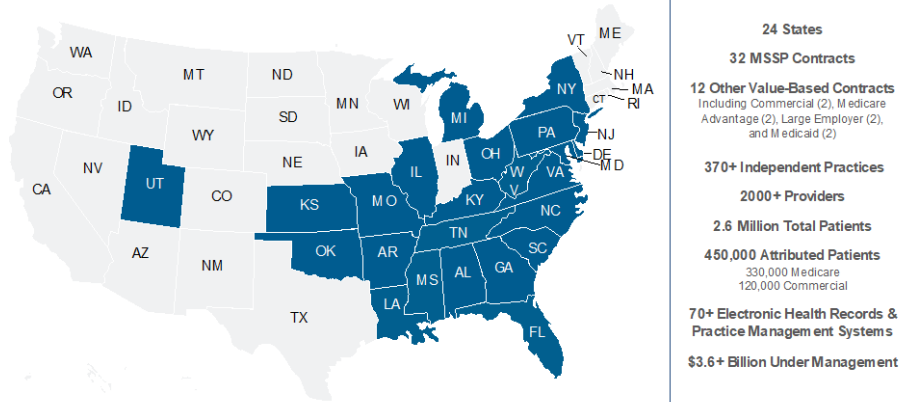 WA
OR
CA
ID
NV
MT
WY
UT
AZ
CO
NM
ND
SD
NE
KS
OK
TX
MN
IA
MO
AR
LA
WI
IL
MS
MI
IN
KY
TN
AL
OH
GA
FL
SC
NC
W
V
VA
PA
NY
VT
ME
NH
MA
CT
RI
NJ
DE
MD
24 States
32 MSSP Contracts
12 Other Value-Based Contracts
Including Commercial (2), Medicare
Advantage (2), Large Employer (2),
and Medicaid (2)
370+ Independent Practices
2000+ Providers
2.6 Million Total Patients
450,000 Attributed Patients
330,000 Medicare
120,000 Commercial
70+ Electronic Health Records &
Practice Management Systems
$3.6+ Billion Under Management